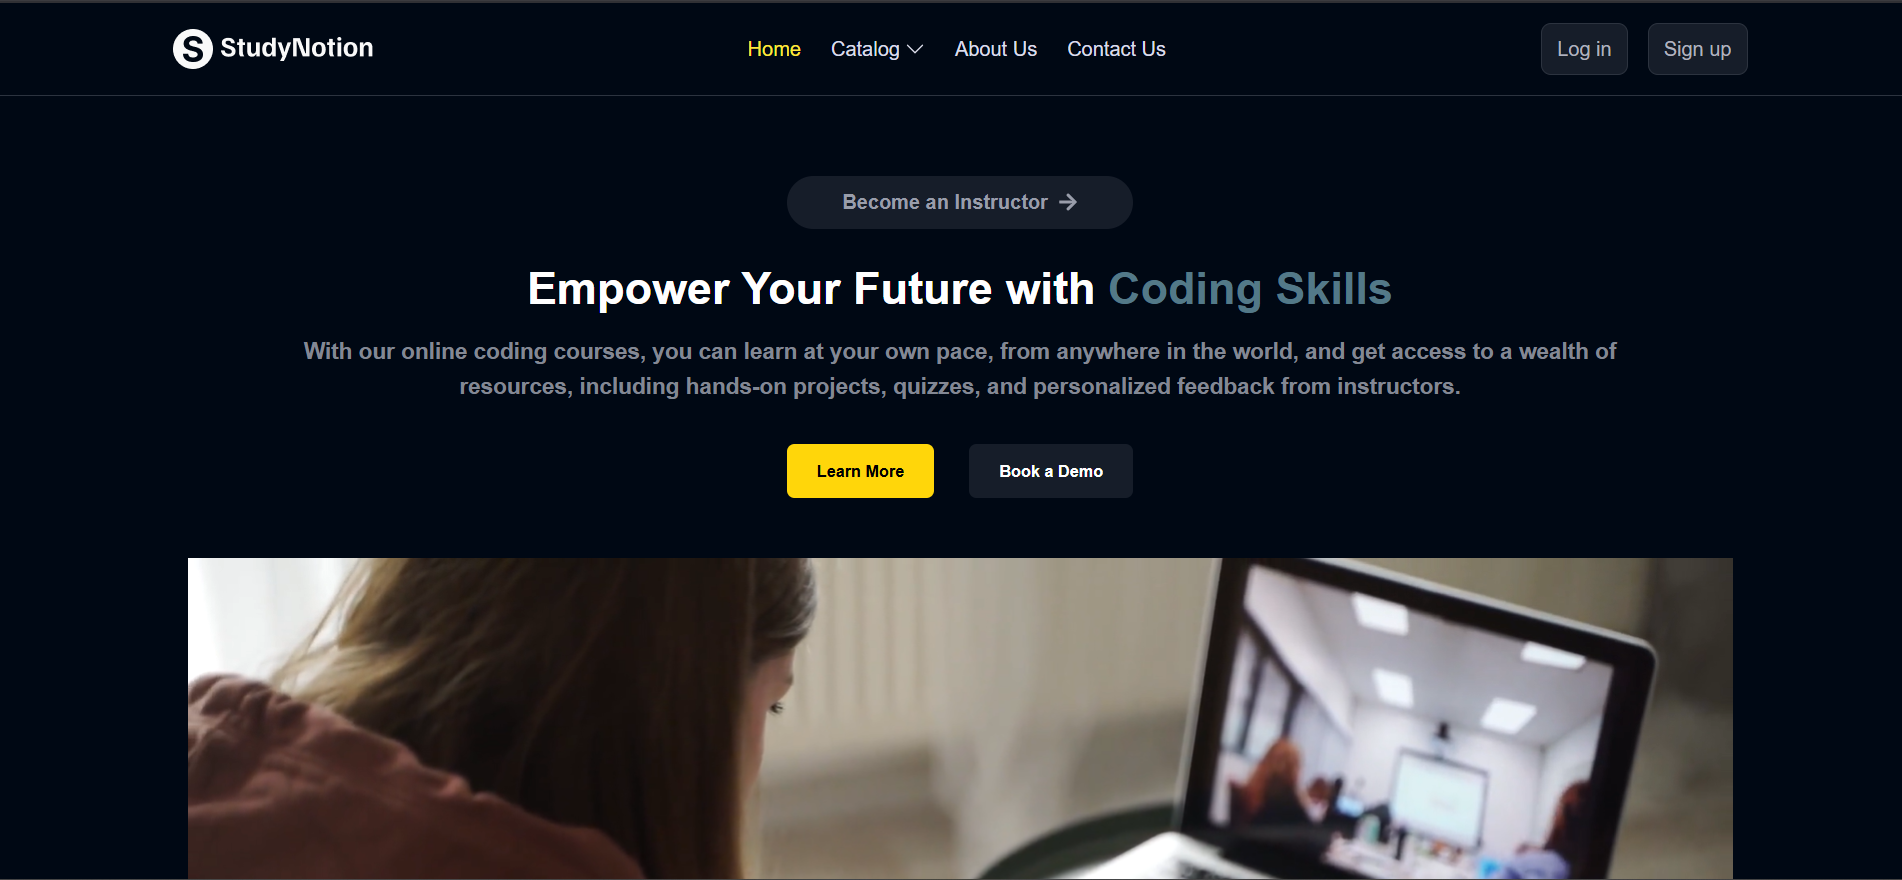 S StudyNotion
Home Catalog About Us Contact Us
Log in Sign up
Become an Instructor
Empower Your Future with Coding Skills
With our online coding courses, you can learn at your own pace, from anywhere in the world, and get access to a wealth of
resources, including hands-on projects, quizzes, and personalized feedback from instructors.
Learn More Book a Demo